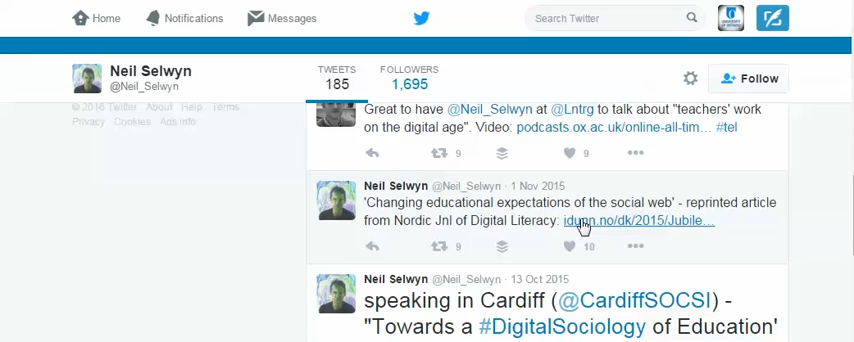 Home Notifications Messages Search Twitter
Neil Selwyn
@Neil_Selwyn
TWEETS FOLLOWERS
185 1,695
Follow
© 2016 Twitter About Help Terms
Privacy Cookies Ads info
Great to have @Neil_Selwyn at @Lntrg to talk about "teachers' work
on the digital age". Video: podcasts.ox.ac.uk/online-all-tim… #tel
9 9
Neil Selwyn @Neil_Selwyn · 1 Nov 2015
'Changing educational expectations of the social web' - reprinted article
from Nordic Jnl of Digital Literacy: idunn.no/dk/2015/Jubile…
9 10
Neil Selwyn @Neil_Selwyn · 13 Oct 2015
speaking in Cardiff (@CardiffSOCSI) -
"Towards a #DigitalSociology of Education'